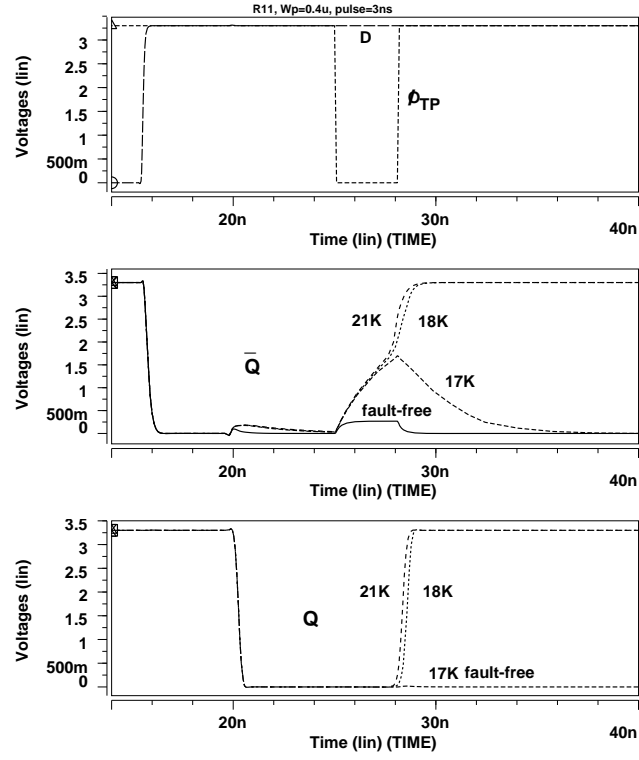 R11, Wp=0.4u, pulse=3ns
Voltages (lin)
3
2.5
2
1.5
1
500m
0
D
ϕTP
20n
30n
40n
Time (lin) (TIME)
Voltages (lin)
3.5
3
2.5
2
1.5
1
500m
0
21K
18K
17K
Q̅
fault-free
20n
30n
40n
Time (lin) (TIME)
Voltages (lin)
3.5
3
2.5
2
1.5
1
500m
0
21K
18K
Q
17K fault-free
20n
30n
40n
Time (lin) (TIME)